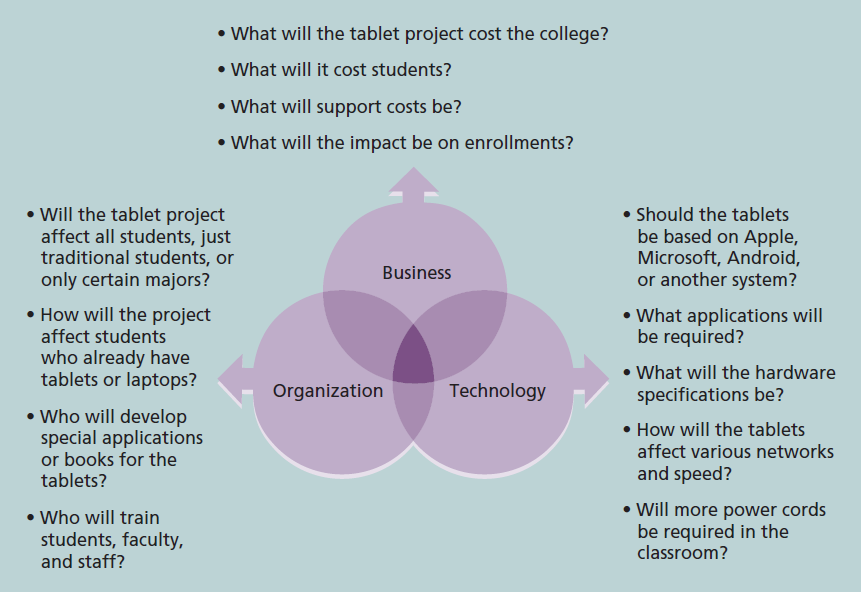 • What will the tablet project cost the college?
• What will it cost students?
• What will support costs be?
• What will the impact be on enrollments?
• Will the tablet project
affect all students, just
traditional students, or
only certain majors?
• How will the project
affect students
who already have
tablets or laptops?
• Who will develop
special applications
or books for the
tablets?
• Who will train
students, faculty,
and staff?
Business
Organization
Technology
• Should the tablets
be based on Apple,
Microsoft, Android,
or another system?
• What applications will
be required?
• What will the hardware
specifications be?
• How will the tablets
affect various networks
and speed?
• Will more power cords
be required in the
classroom?